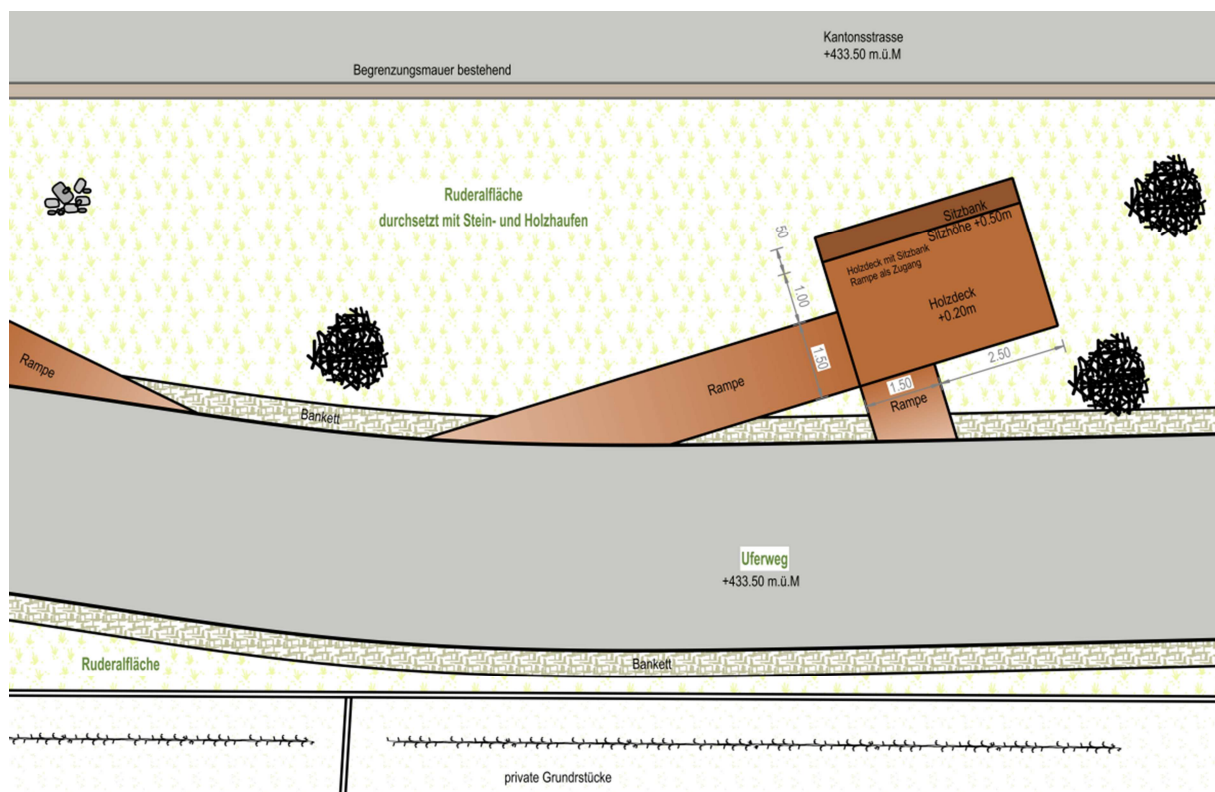 Kantonsstrasse
+433.50 m.ü.M
Begrenzungsmauer bestehend
Ruderalfläche
durchsetzt mit Stein- und Holzhaufen
Sitzbank
Sitzhöhe +0.50m
50
Holzdeck mit Sitzbank
Rampe als Zugang
1.00
Holzdeck
+0.20m
1.50
2.50
Rampe
Rampe
1.50
Rampe
Bankett
Uferweg
+433.50 m.ü.M
Ruderalfläche
Bankett
private Grundrstücke